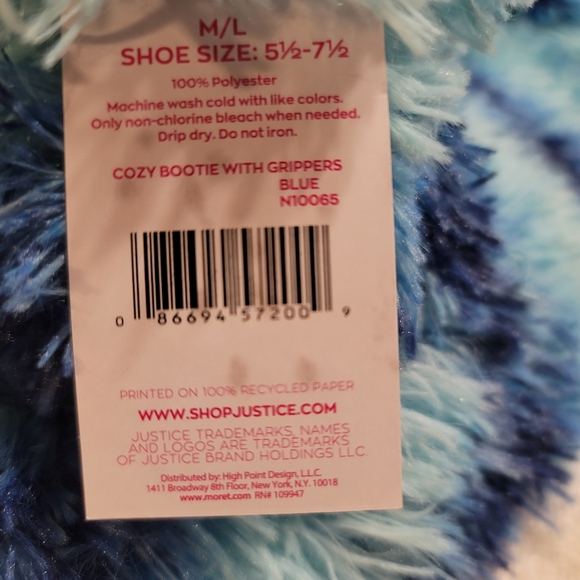 M/L
SHOE SIZE: 5½-7½
100% Polyester
Machine wash cold with like colors.
Only non-chlorine bleach when needed.
Drip dry. Do not iron.
COZY BOOTIE WITH GRIPPERS
BLUE
N10065
0 86694 57200 9
PRINTED ON 100% RECYCLED PAPER
WWW.SHOPJUSTICE.COM
JUSTICE TRADEMARKS, NAMES
AND LOGOS ARE TRADEMARKS
OF JUSTICE BRAND HOLDINGS LLC.
Distributed by: High Point Design, L.L.C.
1411 Broadway 8th Floor, New York, N.Y. 10018
www.moret.com RN# 109947